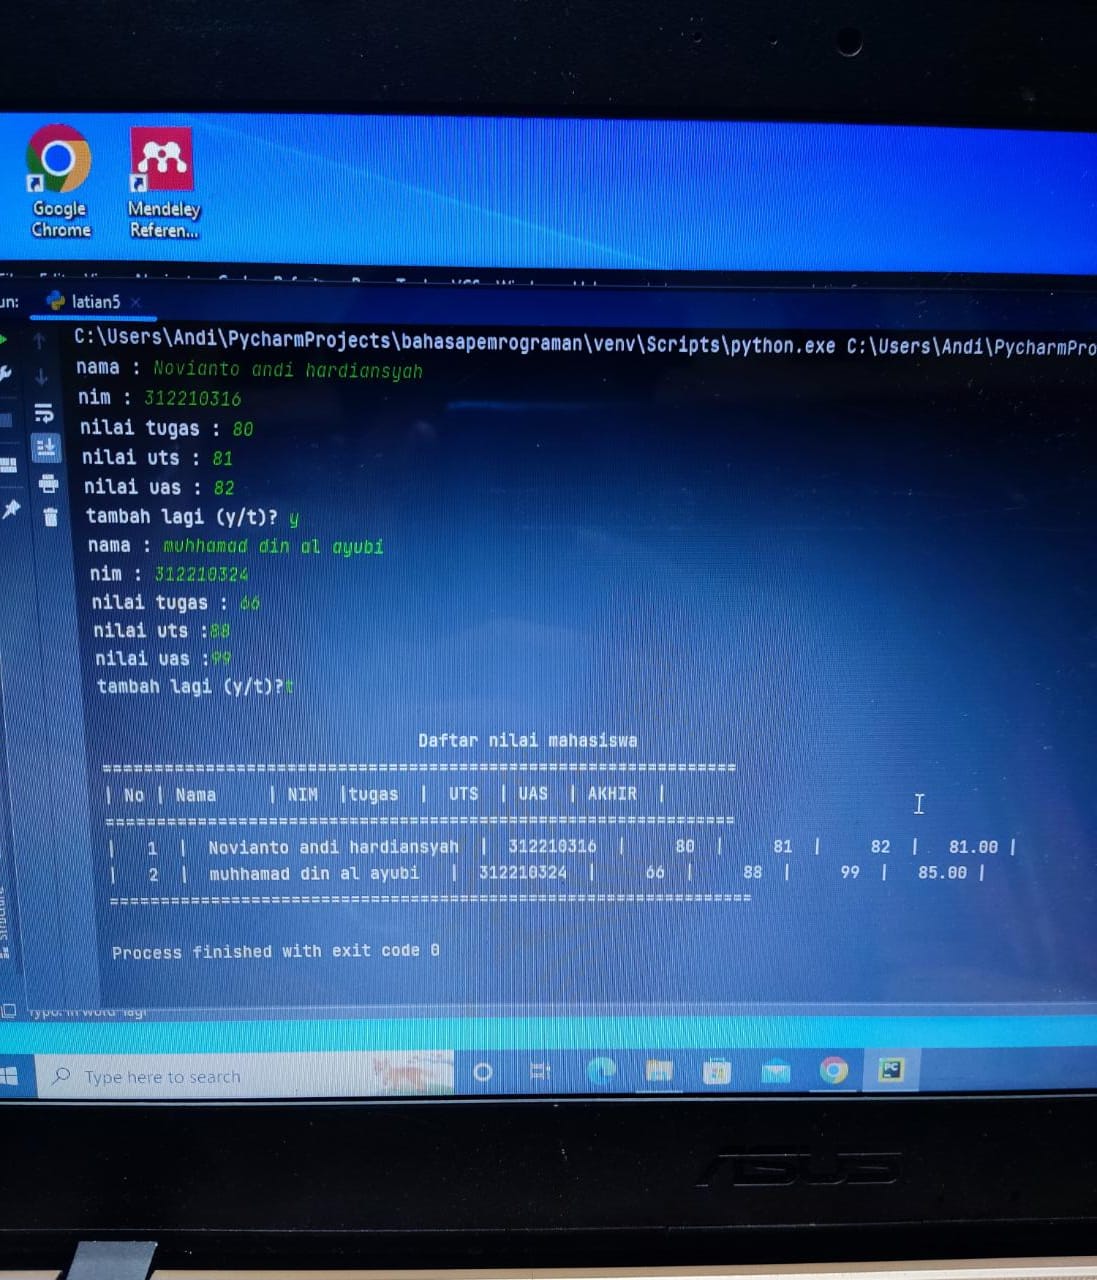 Google Chrome
Mendeley Referen...
un: latian5
C:\Users\Andi\PycharmProjects\bahasapemrograman\venv\Scripts\python.exe C:\Users\Andi\PycharmPro
nama : Novianto andi hardiansyah
nim : 312210316
nilai tugas : 80
nilai uts : 81
nilai uas : 82
tambah lagi (y/t)? y
nama : muhhamad din al ayubi
nim : 312210324
nilai tugas : 66
nilai uts :88
nilai uas :99
tambah lagi (y/t)?t
Daftar nilai mahasiswa
==============================================================
| No | Nama | NIM |tugas | UTS | UAS | AKHIR |
==============================================================
| 1 | Novianto andi hardiansyah | 312210316 | 80 | 81 | 82 | 81.00 |
| 2 | muhhamad din al ayubi | 312210324 | 66 | 88 | 99 | 85.00 |
==============================================================
Process finished with exit code 0
Structure
Typo: In word 'lagi'
Type here to search
PC
ASUS